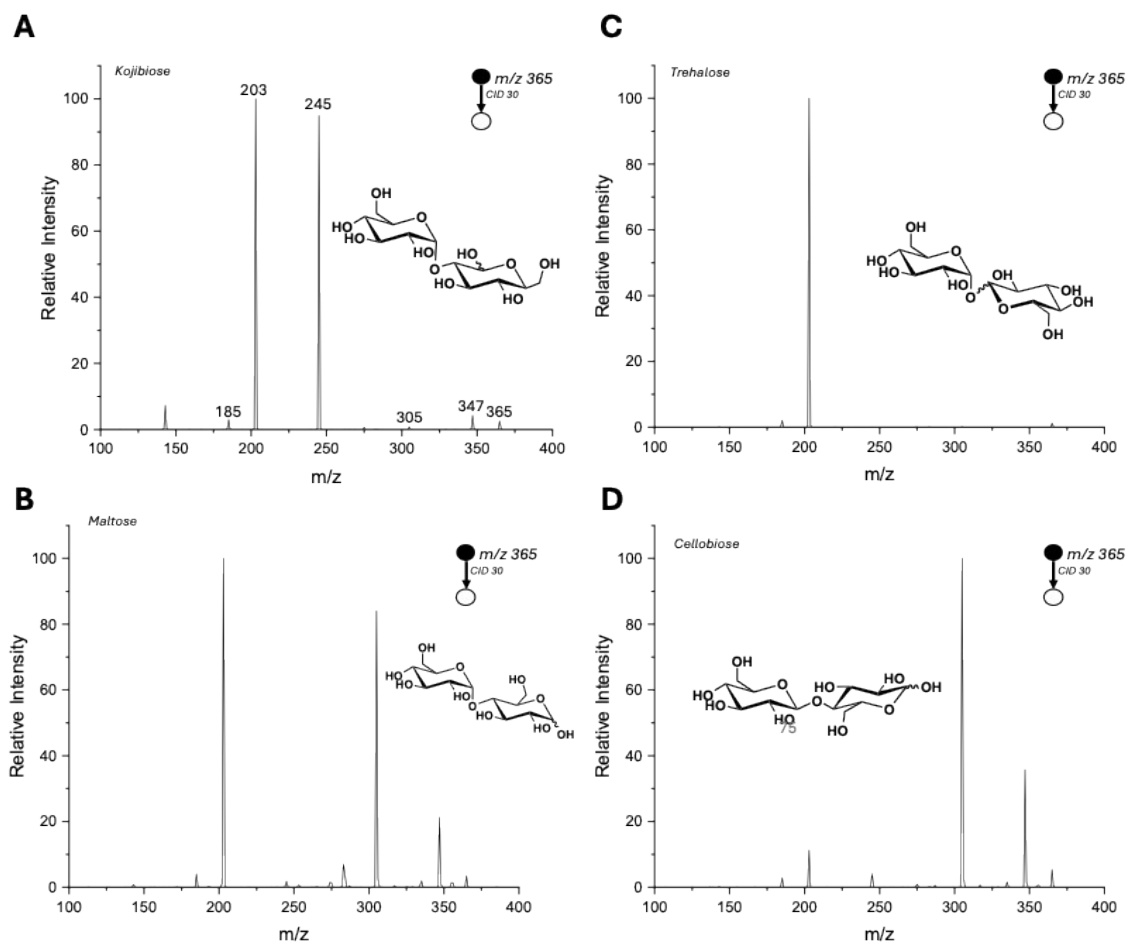 A
Kojibiose
m/z 365
CID 30
203
245
185
305
347
365
OH
HO
O
HO
HO
O
HO
HO
O
OH
HO
100
80
60
40
20
0
Relative Intensity
100 150 200 250 300 350 400
m/z
C
Trehalose
m/z 365
CID 30
OH
HO
O
HO
HO
O
OH
OH
OH
O
OH
100
80
60
40
20
0
Relative Intensity
100 150 200 250 300 350 400
m/z
B
Maltose
m/z 365
CID 30
OH
HO
O
HO
HO
O
HO
O
HO
HO
OH
100
80
60
40
20
0
Relative Intensity
100 150 200 250 300 350 400
m/z
D
Cellobiose
m/z 365
CID 30
OH
HO
O
HO
HO
O
HO
HO
OH
O
HO
75
100
80
60
40
20
0
Relative Intensity
100 150 200 250 300 350 400
m/z